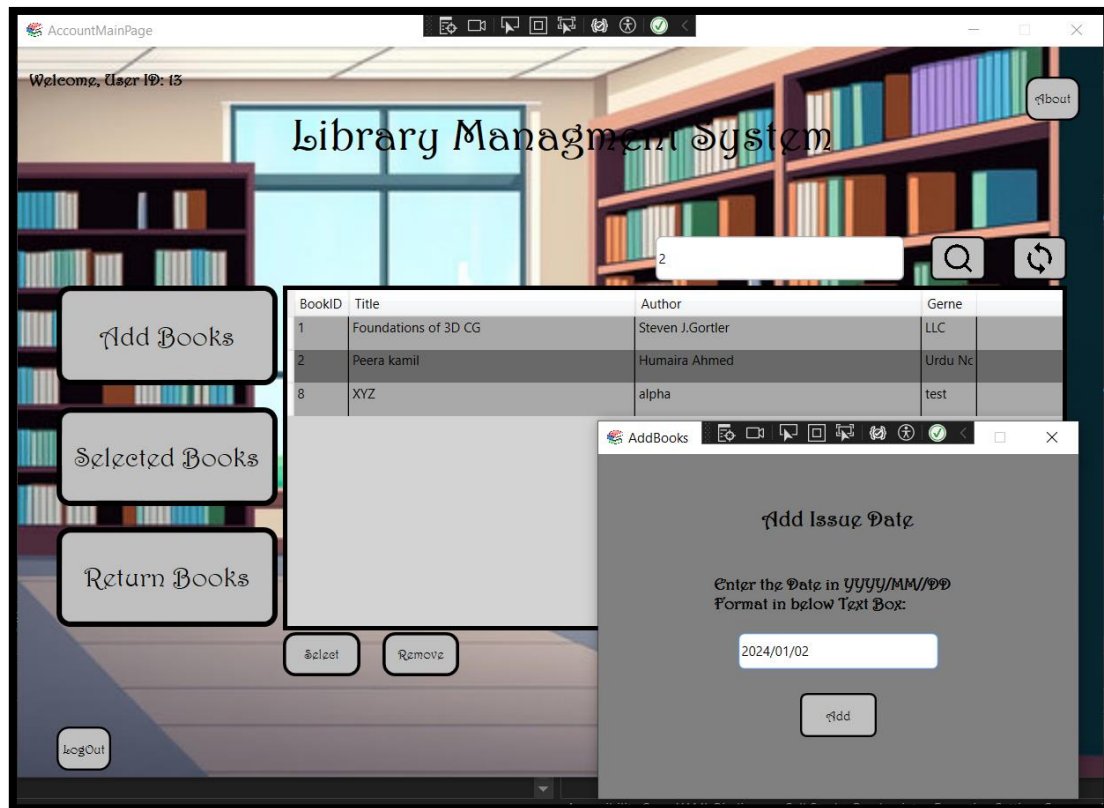 AccountMainPage
Welcome, User ID: 13
About
Library Managment System
2
BookID Title Author Gerne
1 Foundations of 3D CG Steven J.Gortler LLC
2 Peera kamil Humaira Ahmed Urdu
8 XYZ alpha test
Add Books
Selected Books
Return Books
Select
Remove
LogOut
AddBooks
Add Issue Date
Enter the Date in YYYY/MM//DD
Format in below Text Box:
2024/01/02
Add